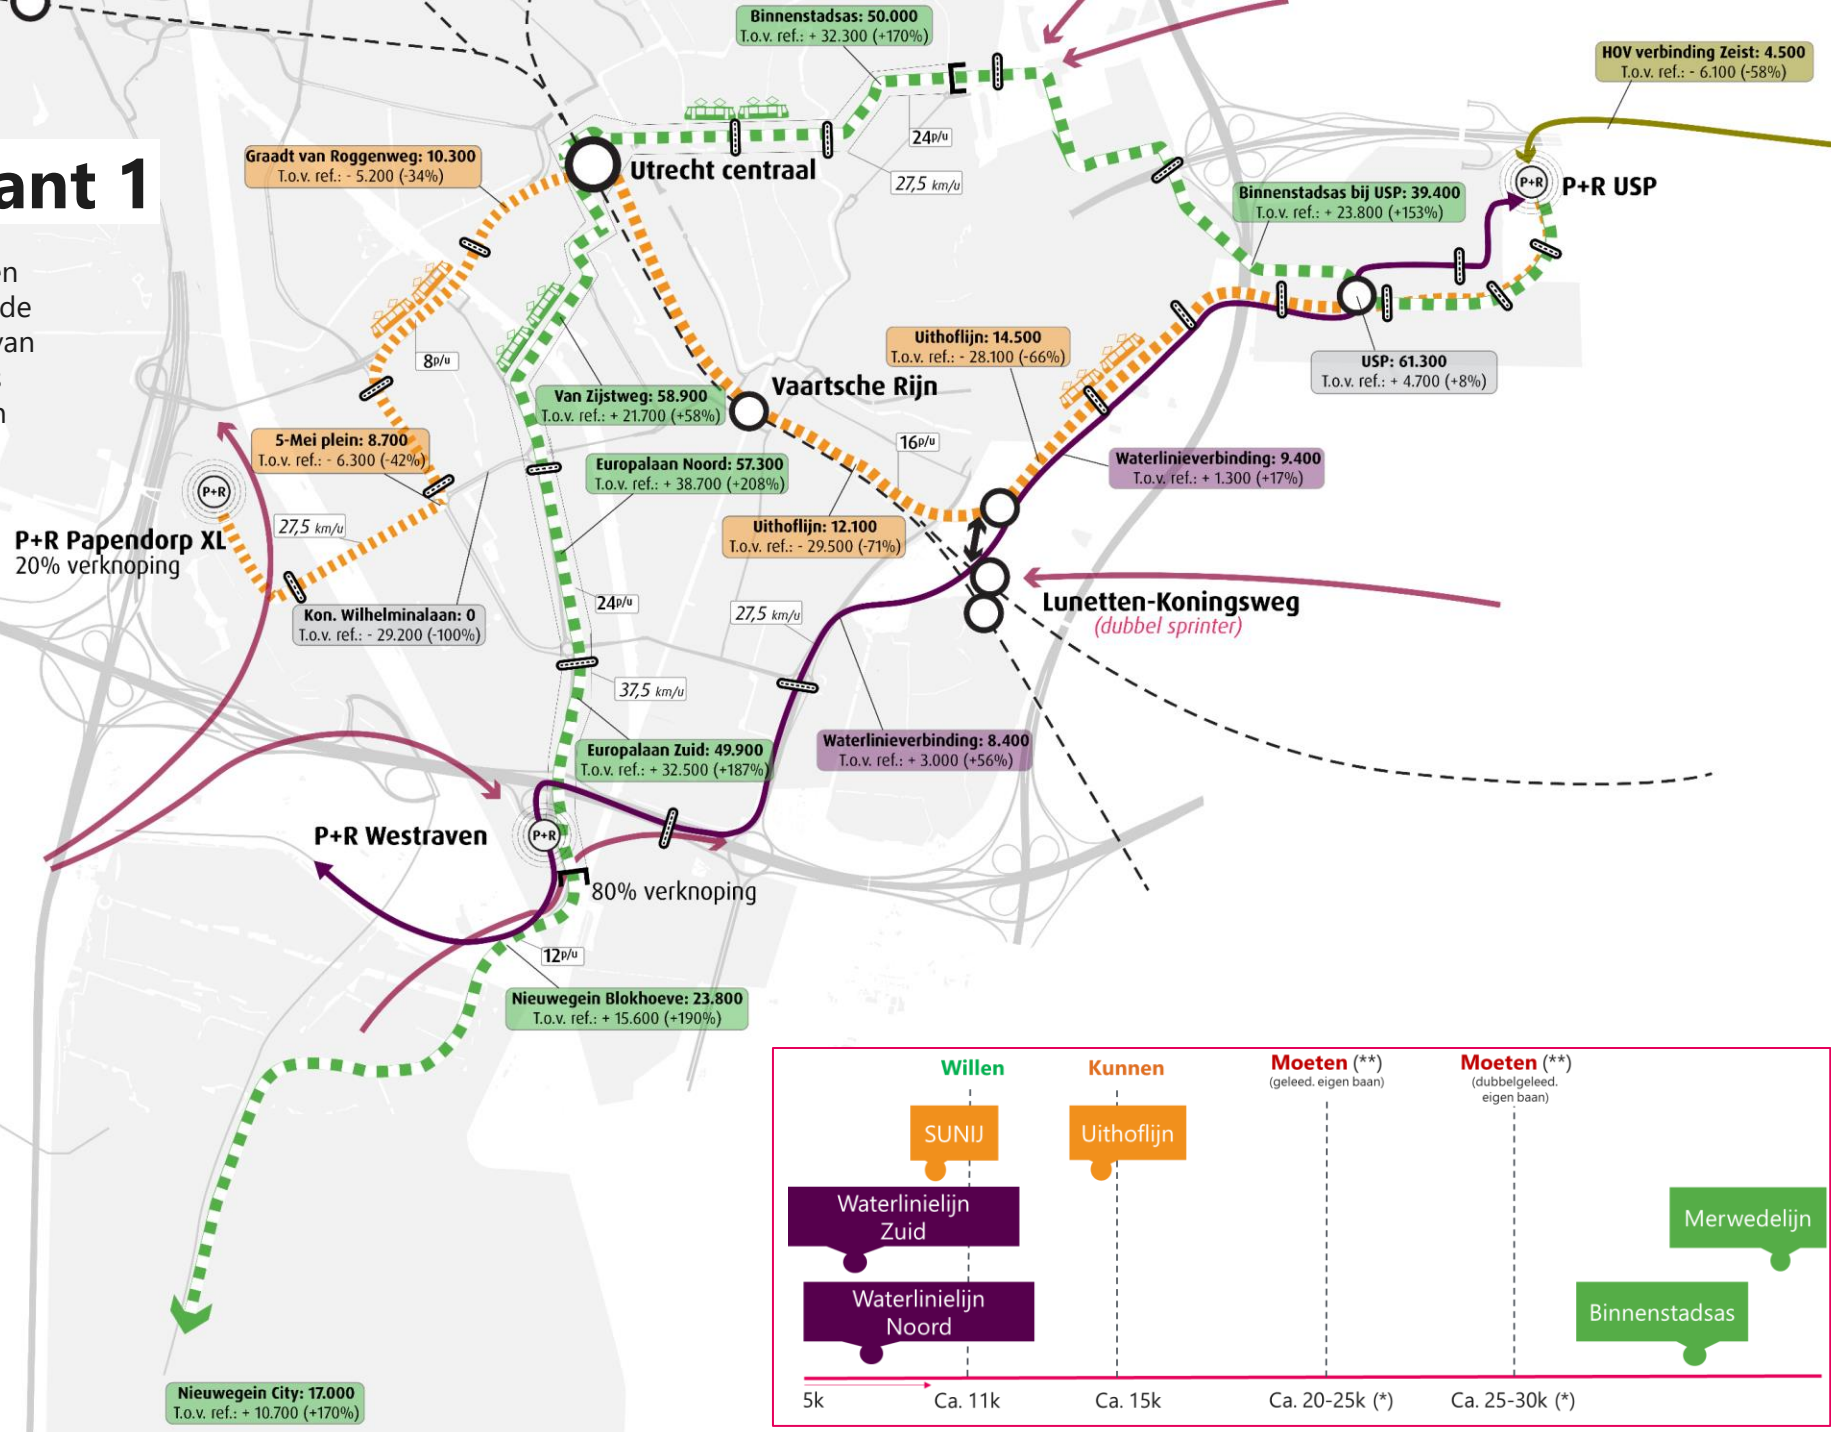 Binnenstadsas: 50.000
T.o.v. ref.: + 32.300 (+170%)
HOV verbinding Zeist: 4.500
T.o.v. ref.: - 6.100 (-58%)
ant 1
en
de
van
Graadt van Roggenweg: 10.300
T.o.v. ref.: - 5.200 (-34%)
Utrecht centraal
24p/u
27,5 km/u
Binnenstadsas bij USP: 39.400
T.o.v. ref.: + 23.800 (+153%)
P+R
P+R USP
8p/u
Uithoflijn: 14.500
T.o.v. ref.: - 28.100 (-66%)
USP: 61.300
T.o.v. ref.: + 4.700 (+8%)
Vaartsche Rijn
Van Zijstweg: 58.900
T.o.v. ref.: + 21.700 (+58%)
5-Mei plein: 8.700
T.o.v. ref.: - 6.300 (-42%)
16p/u
Europalaan Noord: 57.300
T.o.v. ref.: + 38.700 (+208%)
Waterlinieverbinding: 9.400
T.o.v. ref.: + 1.300 (+17%)
P+R
P+R Papendorp XL
20% verknoping
27,5 km/u
Uithoflijn: 12.100
T.o.v. ref.: - 29.500 (-71%)
Kon. Wilhelminalaan: 0
T.o.v. ref.: - 29.200 (-100%)
24p/u
27,5 km/u
Lunetten-Koningsweg
(dubbel sprinter)
37,5 km/u
Europalaan Zuid: 49.900
T.o.v. ref.: + 32.500 (+187%)
Waterlinieverbinding: 8.400
T.o.v. ref.: + 3.000 (+56%)
P+R Westraven
P+R
80% verknoping
12p/u
Nieuwegein Blokhoeve: 23.800
T.o.v. ref.: + 15.600 (+190%)
Nieuwegein City: 17.000
T.o.v. ref.: + 10.700 (+170%)
Willen
Kunnen
Moeten (**)
(geleed. eigen baan)
Moeten (**)
(dubbelgeleed.
eigen baan)
SUNIJ
Uithoflijn
Waterlinielijn
Zuid
Merwedelijn
Waterlinielijn
Noord
Binnenstadsas
5k
Ca. 11k
Ca. 15k
Ca. 20-25k (*)
Ca. 25-30k (*)